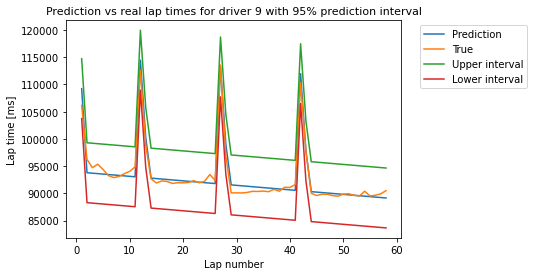 Prediction vs real lap times for driver 9 with 95% prediction interval
120000
115000
110000
105000
100000
95000
90000
85000
Lap time [ms]
0
10
20
30
40
50
60
Lap number
Prediction
True
Upper interval
Lower interval